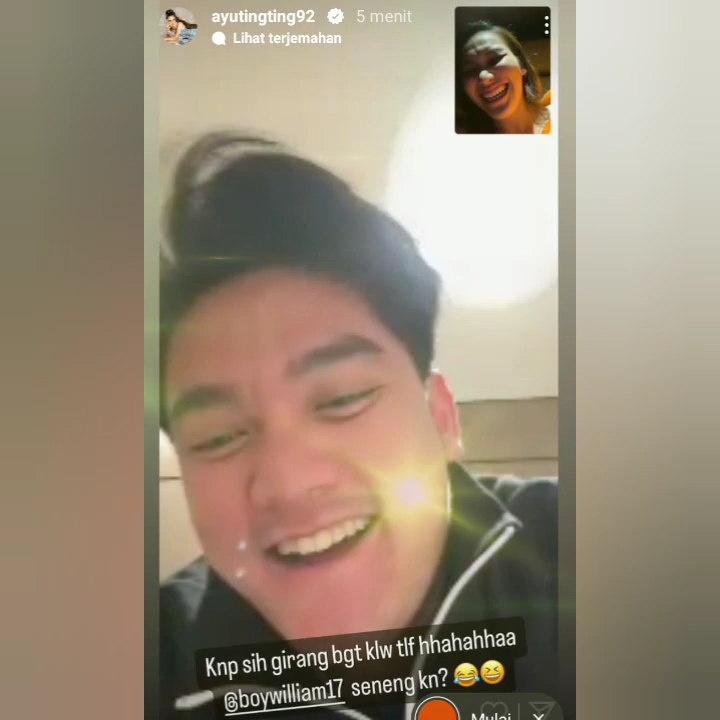 ayutingting92 5 menit
Lihat terjemahan
Knp sih girang bgt klw tlf hhahahhaa
@boywilliam17 seneng kn? 😂😆
Mulai